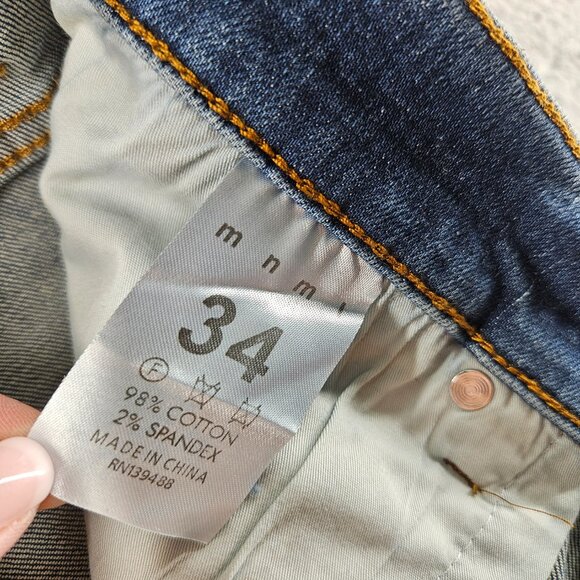 m n m l
34
F
98% COTTON
2% SPANDEX
MADE IN CHINA
RN139488